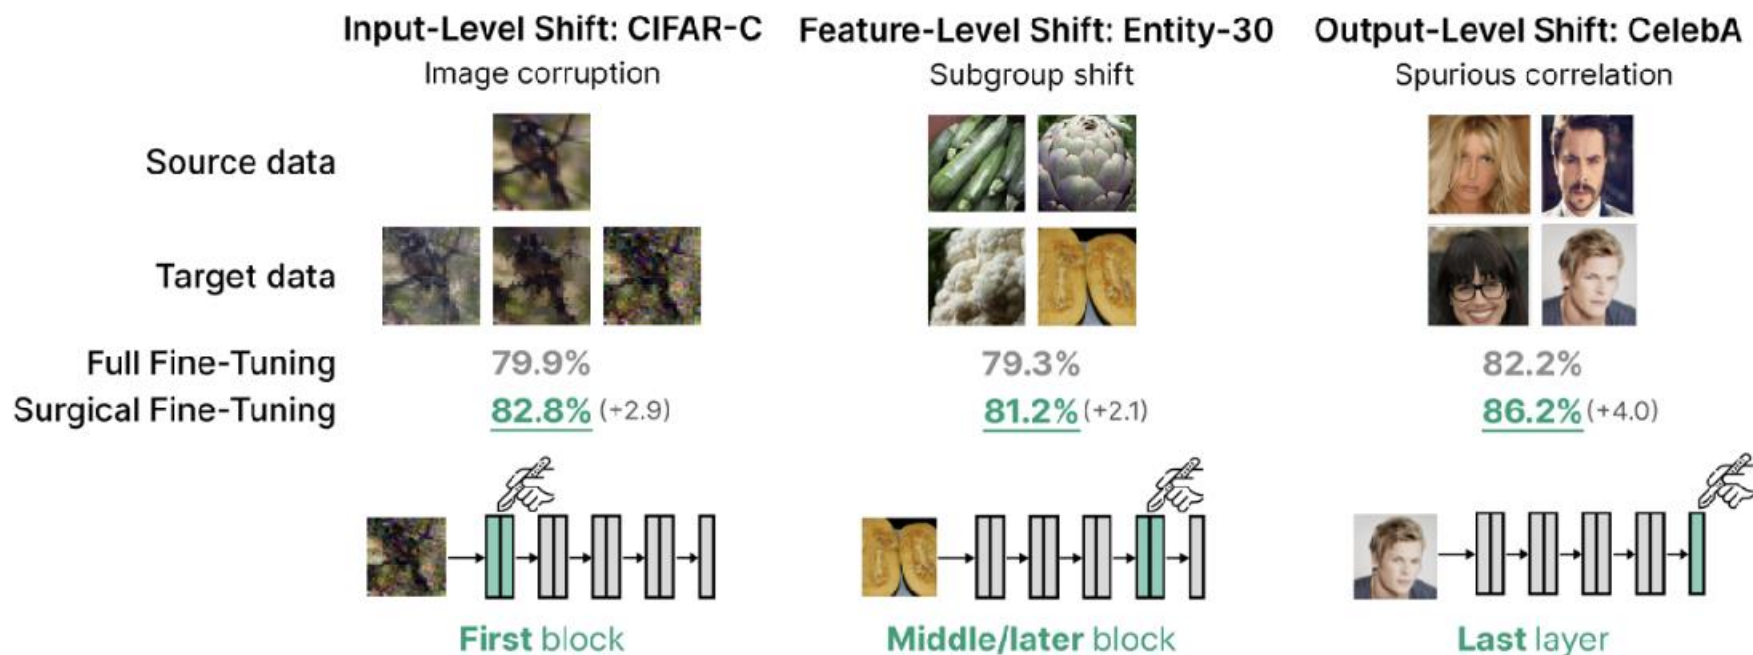 Input-Level Shift: CIFAR-C Feature-Level Shift: Entity-30 Output-Level Shift: CelebA
Image corruption Subgroup shift Spurious correlation
Source data
Target data
Full Fine-Tuning 79.9% 79.3% 82.2%
Surgical Fine-Tuning 82.8% (+2.9) 81.2% (+2.1) 86.2% (+4.0)
First block Middle/later block Last layer